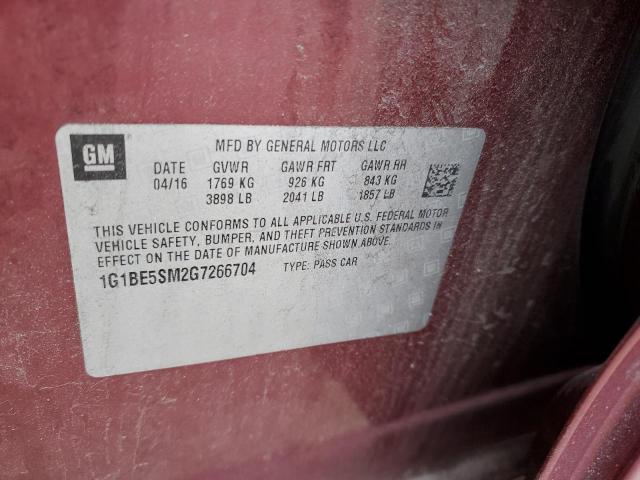 GM
MFD BY GENERAL MOTORS LLC
DATE GVWR GAWR FRT GAWR RR
04/16 1769 KG 926 KG 843 KG
3898 LB 2041 LB 1857 LB
THIS VEHICLE CONFORMS TO ALL APPLICABLE U.S. FEDERAL MOTOR
VEHICLE SAFETY, BUMPER, AND THEFT PREVENTION STANDARDS IN
EFFECT ON THE DATE OF MANUFACTURE SHOWN ABOVE.
1G1BE5SM2G7266704 TYPE: PASS CAR